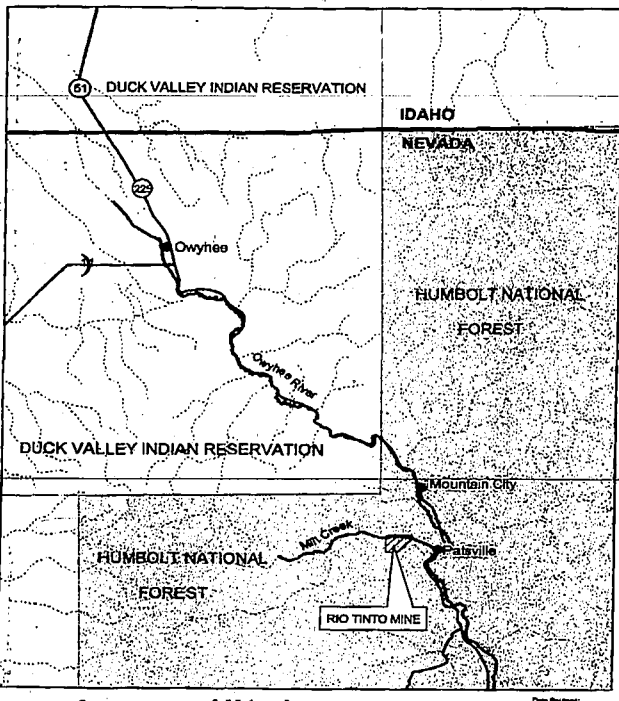 51
DUCK VALLEY INDIAN RESERVATION
IDAHO
NEVADA
225
Owyhee
HUMBOLT NATIONAL
FOREST
Owyhee River
DUCK VALLEY INDIAN RESERVATION
Mountain City
Mill Creek
Patsville
HUMBOLT NATIONAL
FOREST
RIO TINTO MINE